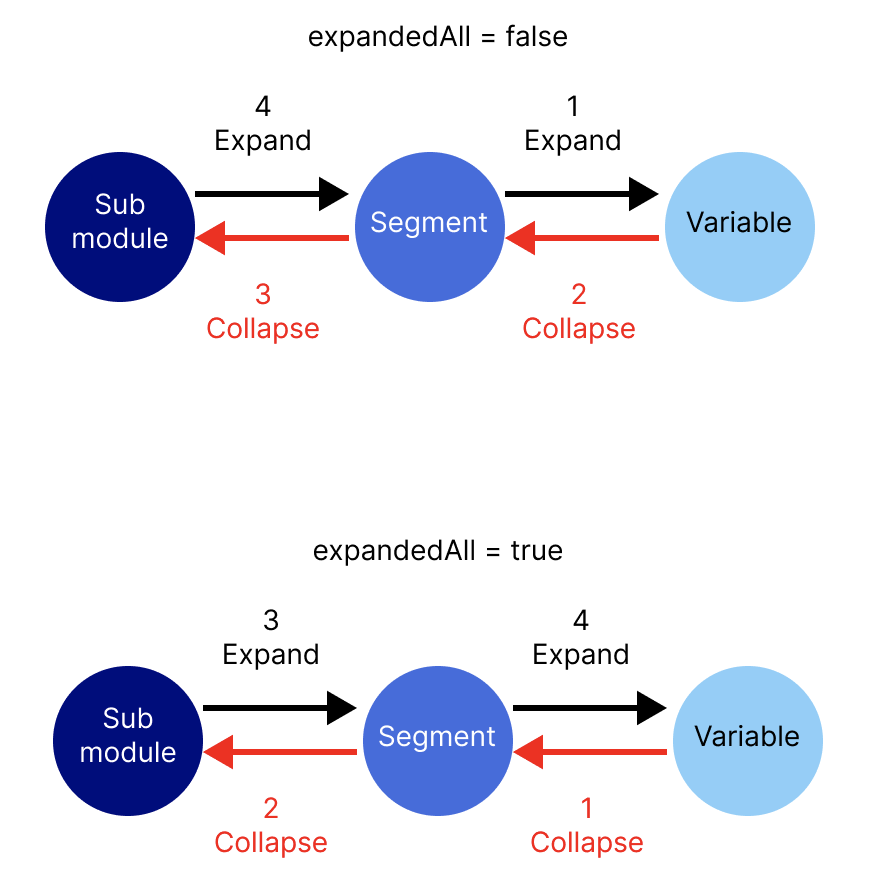 expandedAll = false
4
Expand
1
Expand
Sub
module
Segment
Variable
3
Collapse
2
Collapse
expandedAll = true
3
Expand
4
Expand
Sub
module
Segment
Variable
2
Collapse
1
Collapse